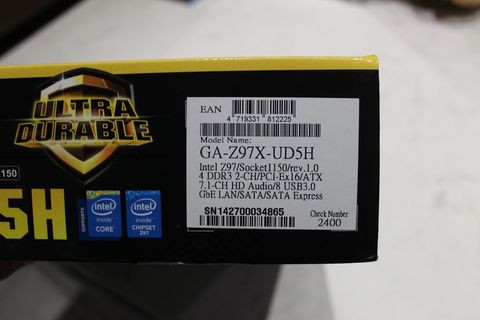 ULTRA
DURABLE
150
5H
SUPPORTS
intel
inside
CORE
intel
inside
CHIPSET
Z97
EAN
4 719331 812225
Model Name:
GA-Z97X-UD5H
Intel Z97/Socket1150/rev.1.0
4 DDR3 2-CH/PCI-Ex16/ATX
7.1-CH HD Audio/8 USB3.0
GbE LAN/SATA/SATA Express
SN142700034865
Check Number
2400